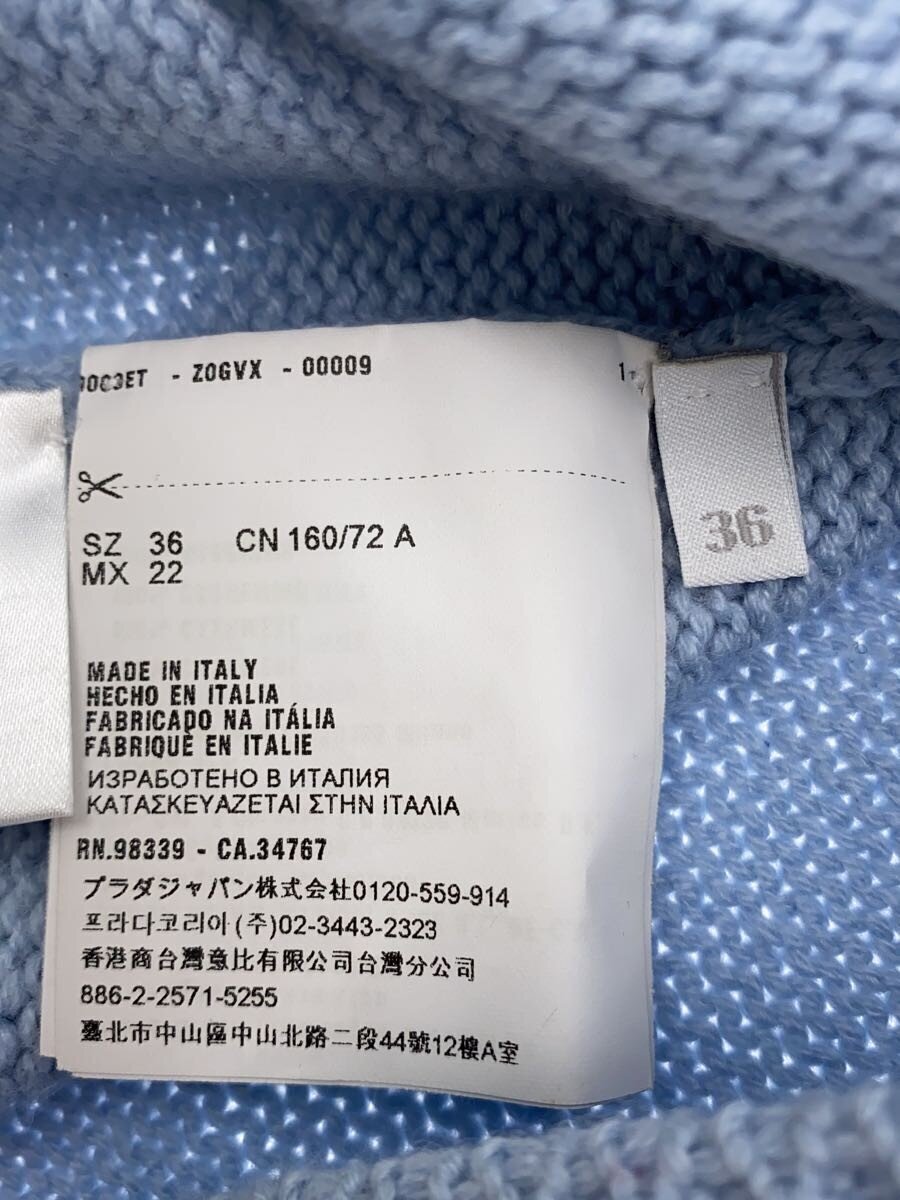 - Z0GVX - 00009
SZ 36 CN 160/72 A
MX 22
36
MADE IN ITALY
HECHO EN ITALIA
FABRICADO NA ITÁLIA
FABRIQUÉ EN ITALIE
ИЗРАБОТЕНО В ИТАЛИЯ
ΚΑΤΑΣΚΕΥΑΖΕΤΑΙ ΣΤΗΝ ΙΤΑΛΙΑ
RN.98339 - CA.34767
プラダジャパン株式会社0120-559-914
프라다코리아(주)02-3443-2323
香港商台灣意比有限公司台灣分公司
886-2-2571-5255
臺北市中山區中山北路二段44號12樓A室